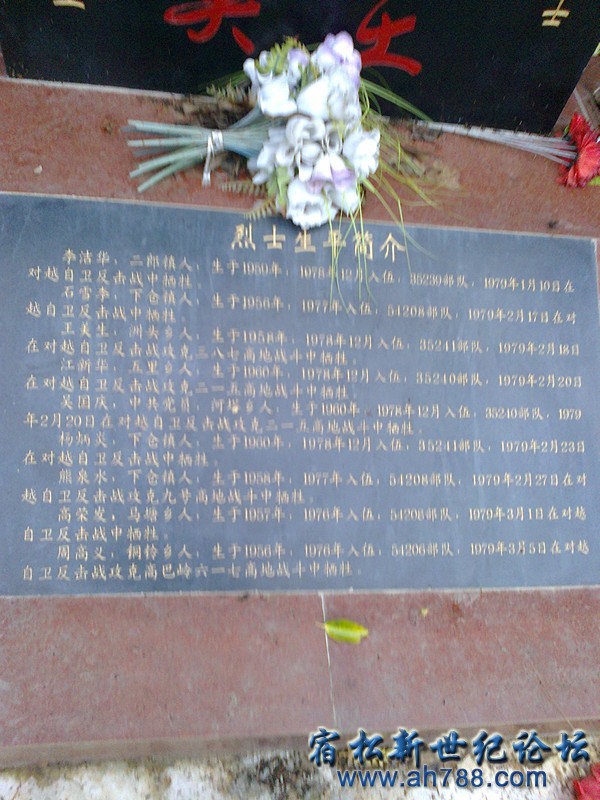 烈士生平简介
李洁华，二郎镇人，生于1959年，1978年12月入伍，35239部队，1979年1月10日在
对越自卫反击战中牺牲。
石雪李，下仓镇人，生于1956年，1977年入伍，54208部队，1979年2月17日在对
越自卫反击战中牺牲。
王美生，洲头乡人，生于1958年，1978年12月入伍，35241部队，1979年2月18日
在对越自卫反击战攻克二八七高地战斗中牺牲。
江新华，五里乡人，生于1960年，1978年12月入伍，35240部队，1979年2月20日
在对越自卫反击战攻克二一五高地战斗中牺牲。
吴国庆，中共党员，河塌乡人，生于1960年，1978年12月入伍，35240部队，1979
年2月20日在对越自卫反击战攻克二一五高地战斗中牺牲。
杨炳炎，下仓镇人，生于1960年，1978年12月入伍，35241部队，1979年2月23日
在对越自卫反击战中牺牲。
熊泉水，下仓镇人，生于1958年，1977年入伍，54208部队，1979年2月27日在对
越自卫反击战攻克九号高地战斗中牺牲。
高荣发，马塘乡人，生于1957年，1976年入伍，54206部队，1979年3月1日在对越
自卫反击战中牺牲。
周高义，铜铃乡人，生于1956年，1976年入伍，54206部队，1979年3月5日在对越
自卫反击战攻克高巴岭六一七高地战斗中牺牲。
宿松新世纪论坛
www.ah788.com